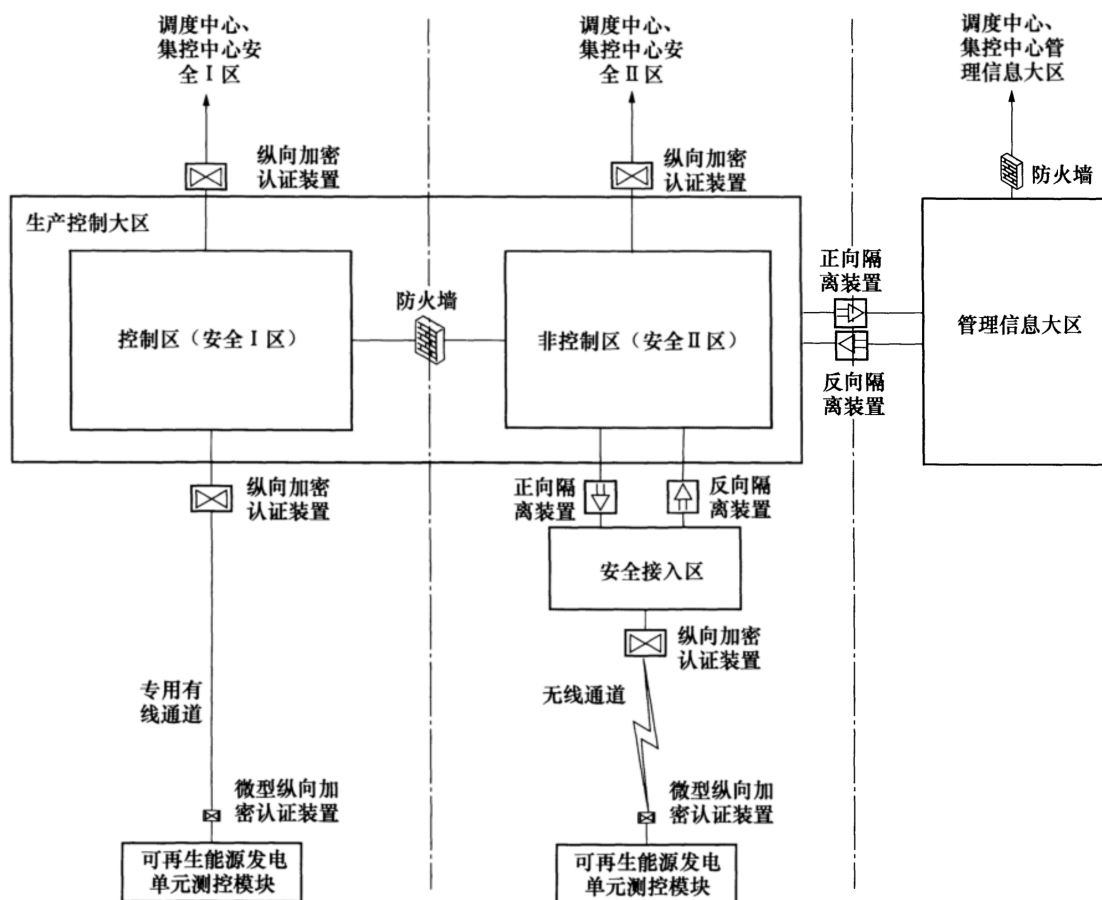 调度中心、
集控中心安
全Ⅰ区
调度中心、
集控中心安
全Ⅱ区
调度中心、
集控中心管
理信息大区
纵向加密
认证装置
纵向加密
认证装置
防火墙
生产控制大区
控制区（安全Ⅰ区）
防火墙
非控制区（安全Ⅱ区）
正向隔
离装置
反向隔
离装置
管理信息大区
纵向加密
认证装置
正向隔
离装置
反向隔
离装置
安全接入区
纵向加密
认证装置
专用有
线通道
无线通道
微型纵向加
密认证装置
微型纵向加
密认证装置
可再生能源发电
单元测控模块
可再生能源发电
单元测控模块